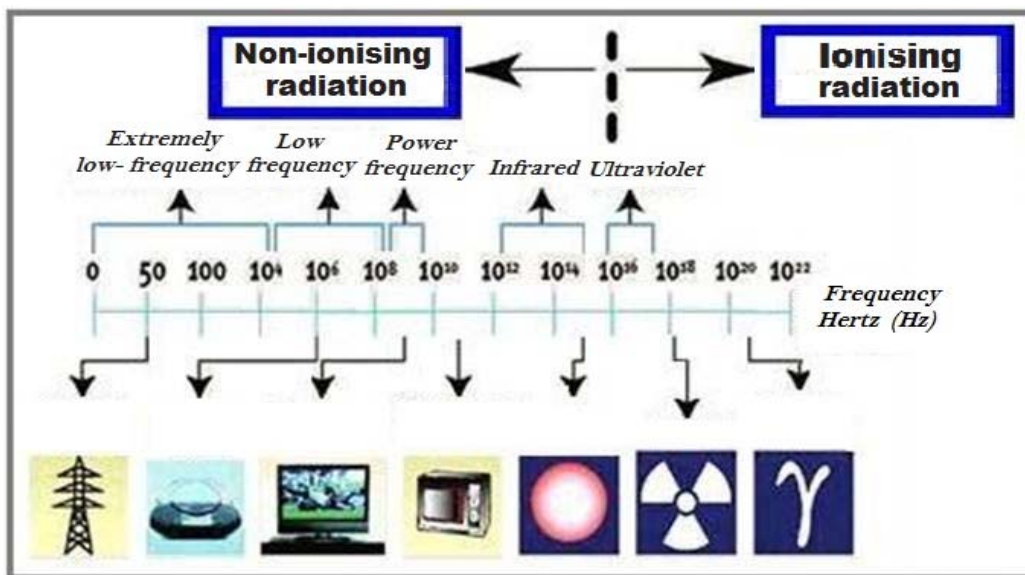 Non-ionising
radiation
Ionising
radiation
Extremely
low- frequency
Low
frequency
Power
frequency
Infrared
Ultraviolet
0 50 100 10⁴ 10⁶ 10⁸ 10¹⁰ 10¹² 10¹⁴ 10¹⁶ 10¹⁸ 10²⁰ 10²²
Frequency
Hertz (Hz)
γ